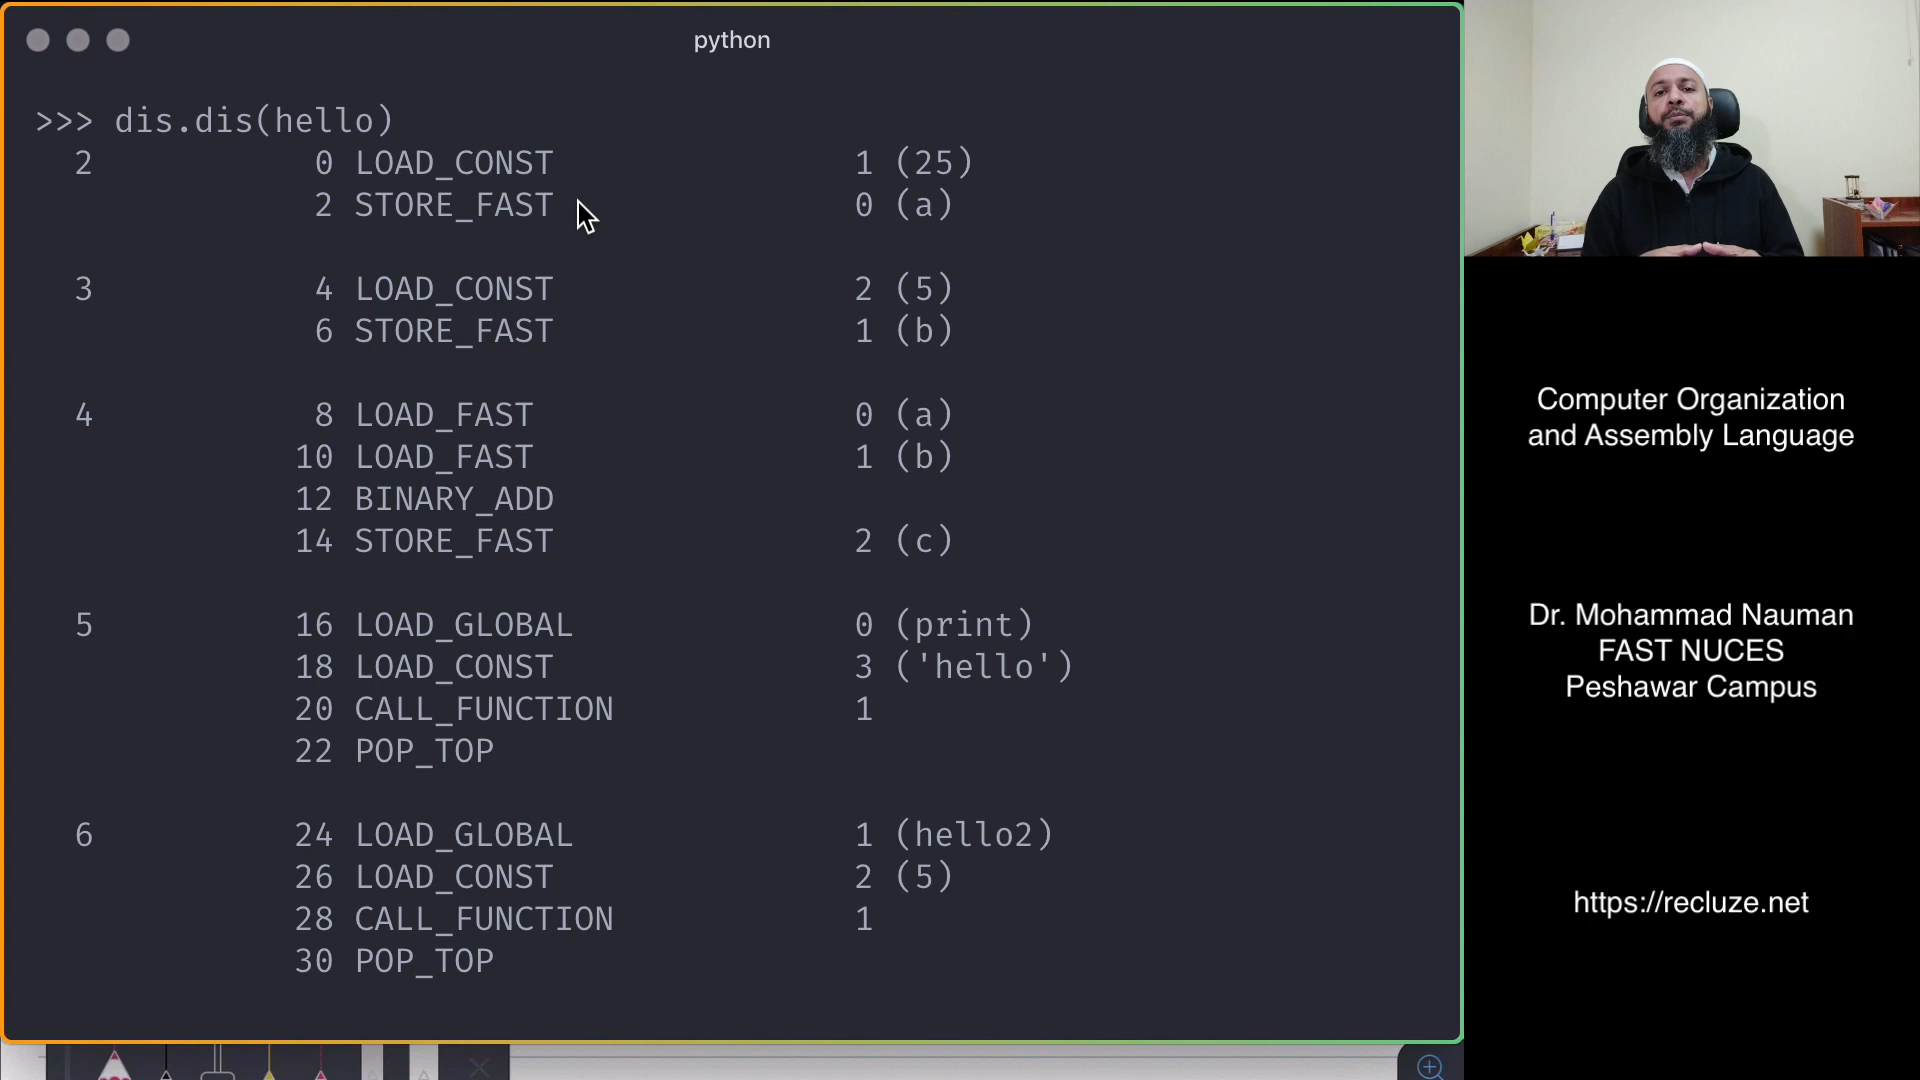 python
>>> dis.dis(hello)
2 0 LOAD_CONST 1 (25)
2 STORE_FAST 0 (a)
3 4 LOAD_CONST 2 (5)
6 STORE_FAST 1 (b)
4 8 LOAD_FAST 0 (a)
10 LOAD_FAST 1 (b)
12 BINARY_ADD
14 STORE_FAST 2 (c)
5 16 LOAD_GLOBAL 0 (print)
18 LOAD_CONST 3 ('hello')
20 CALL_FUNCTION 1
22 POP_TOP
6 24 LOAD_GLOBAL 1 (hello2)
26 LOAD_CONST 2 (5)
28 CALL_FUNCTION 1
30 POP_TOP
Computer Organization
and Assembly Language
Dr. Mohammad Nauman
FAST NUCES
Peshawar Campus
https://recluze.net